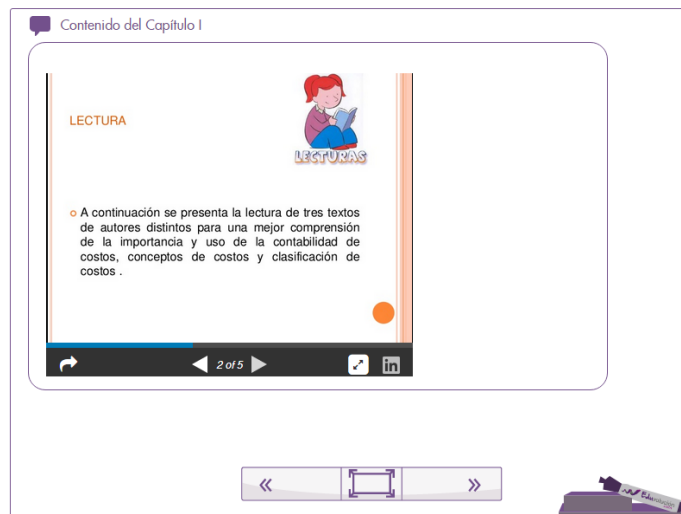 Contenido del Capítulo I
LECTURA
LECTURAS
A continuación se presenta la lectura de tres textos
de autores distintos para una mejor comprensión
de la importancia y uso de la contabilidad de
costos, conceptos de costos y clasificación de
costos .
2 of 5
in